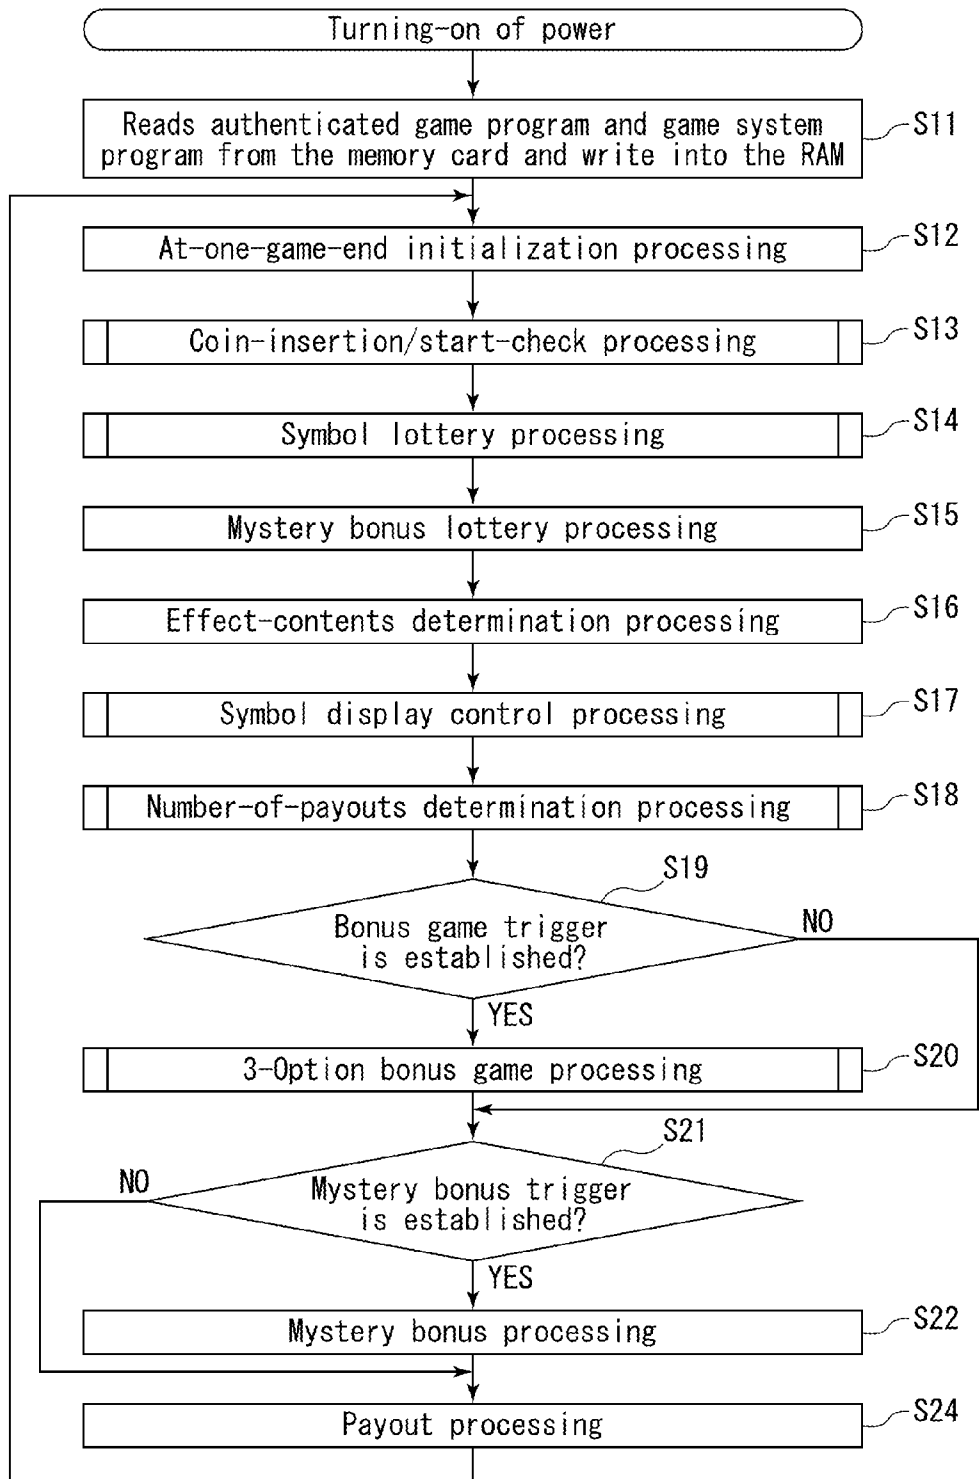 Turning-on of power
Reads authenticated game program and game system
program from the memory card and write into the RAM
S11
At-one-game-end initialization processing
S12
Coin-insertion/start-check processing
S13
Symbol lottery processing
S14
Mystery bonus lottery processing
S15
Effect-contents determination processing
S16
Symbol display control processing
S17
Number-of-payouts determination processing
S18
S19
Bonus game trigger
is established?
NO
YES
3-Option bonus game processing
S20
S21
NO
Mystery bonus trigger
is established?
YES
Mystery bonus processing
S22
Payout processing
S24